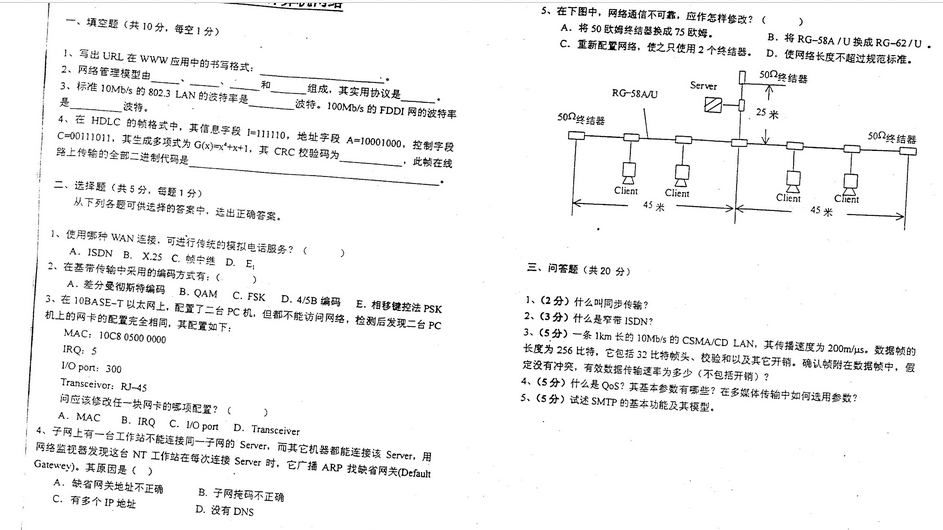 计算机网络
一、填空题（共 10 分，每空 1 分）
1、写出 URL 在 WWW 应用中的书写格式：____________________。
2、网络管理模型由______、______、______和______组成，其实用协议是______。
3、标准 10Mb/s 的 802.3 LAN 的波特率是________波特。100Mb/s 的 FDDI 网的波特率
是________波特。
4、在 HDLC 的帧格式中，其信息字段 I=111110，地址字段 A=10001000，控制字段
C=00111011，其生成多项式为 G(x)=x⁴+x+1，其 CRC 校验码为__________，此帧在线
路上传输的全部二进制代码是______________________________。
二、选择题（共 5 分，每题 1 分）
从下列各题可供选择的答案中，选出正确答案。
1、使用哪种 WAN 连接，可进行传统的模拟电话服务？（ ）
A．ISDN B．X.25 C．帧中继 D．E₁
2、在基带传输中采用的编码方式有：（ ）
A．差分曼彻斯特编码 B．QAM C．FSK D．4/5B 编码 E．相移键控法 PSK
3、在 10BASE-T 以太网上，配置了二台 PC 机，但都不能访问网络，检测后发现二台 PC
机上的网卡的配置完全相同，其配置如下：
MAC：10C8 0500 0000
IRQ：5
I/O port：300
Transceivor：RJ-45
问应该修改任一块网卡的哪项配置？（ ）
A．MAC B．IRQ C．I/O port D．Transceiver
4、子网上有一台工作站不能连接同一子网的 Server，而其它机器都能连接该 Server，用
网络监视器发现这台 NT 工作站在每次连接 Server 时，它广播 ARP 找缺省网关(Default
Gatewey)。其原因是（ ）
A．缺省网关地址不正确 B. 子网掩码不正确
C．有多个 IP 地址 D. 没有 DNS
5、在下图中，网络通信不可靠，应作怎样修改？（ ）
A．将 50 欧姆终结器换成 75 欧姆。 B．将 RG-58A / U 换成 RG-62 / U 。
C．重新配置网络，使之只使用 2 个终结器。 D．使网络长度不超过规范标准。
50Ω终结器
Server
RG-58A/U
25 米
50Ω终结器
50Ω终结器
Client Client Client Client
45 米 45 米
三、问答题（共 20 分）
1、（2 分）什么叫同步传输？
2、（3 分）什么是窄带 ISDN？
3、（5 分）一条 1km 长的 10Mb/s 的 CSMA/CD LAN，其传播速度为 200m/μs。数据帧的
长度为 256 比特，它包括 32 比特帧头、校验和以及其它开销。确认帧附在数据帧中，假
定没有冲突，有效数据传输速率为多少（不包括开销）？
4、（5 分）什么是 QoS？其基本参数有哪些？在多媒体传输中如何选用参数？
5、（5 分）试述 SMTP 的基本功能及其模型。